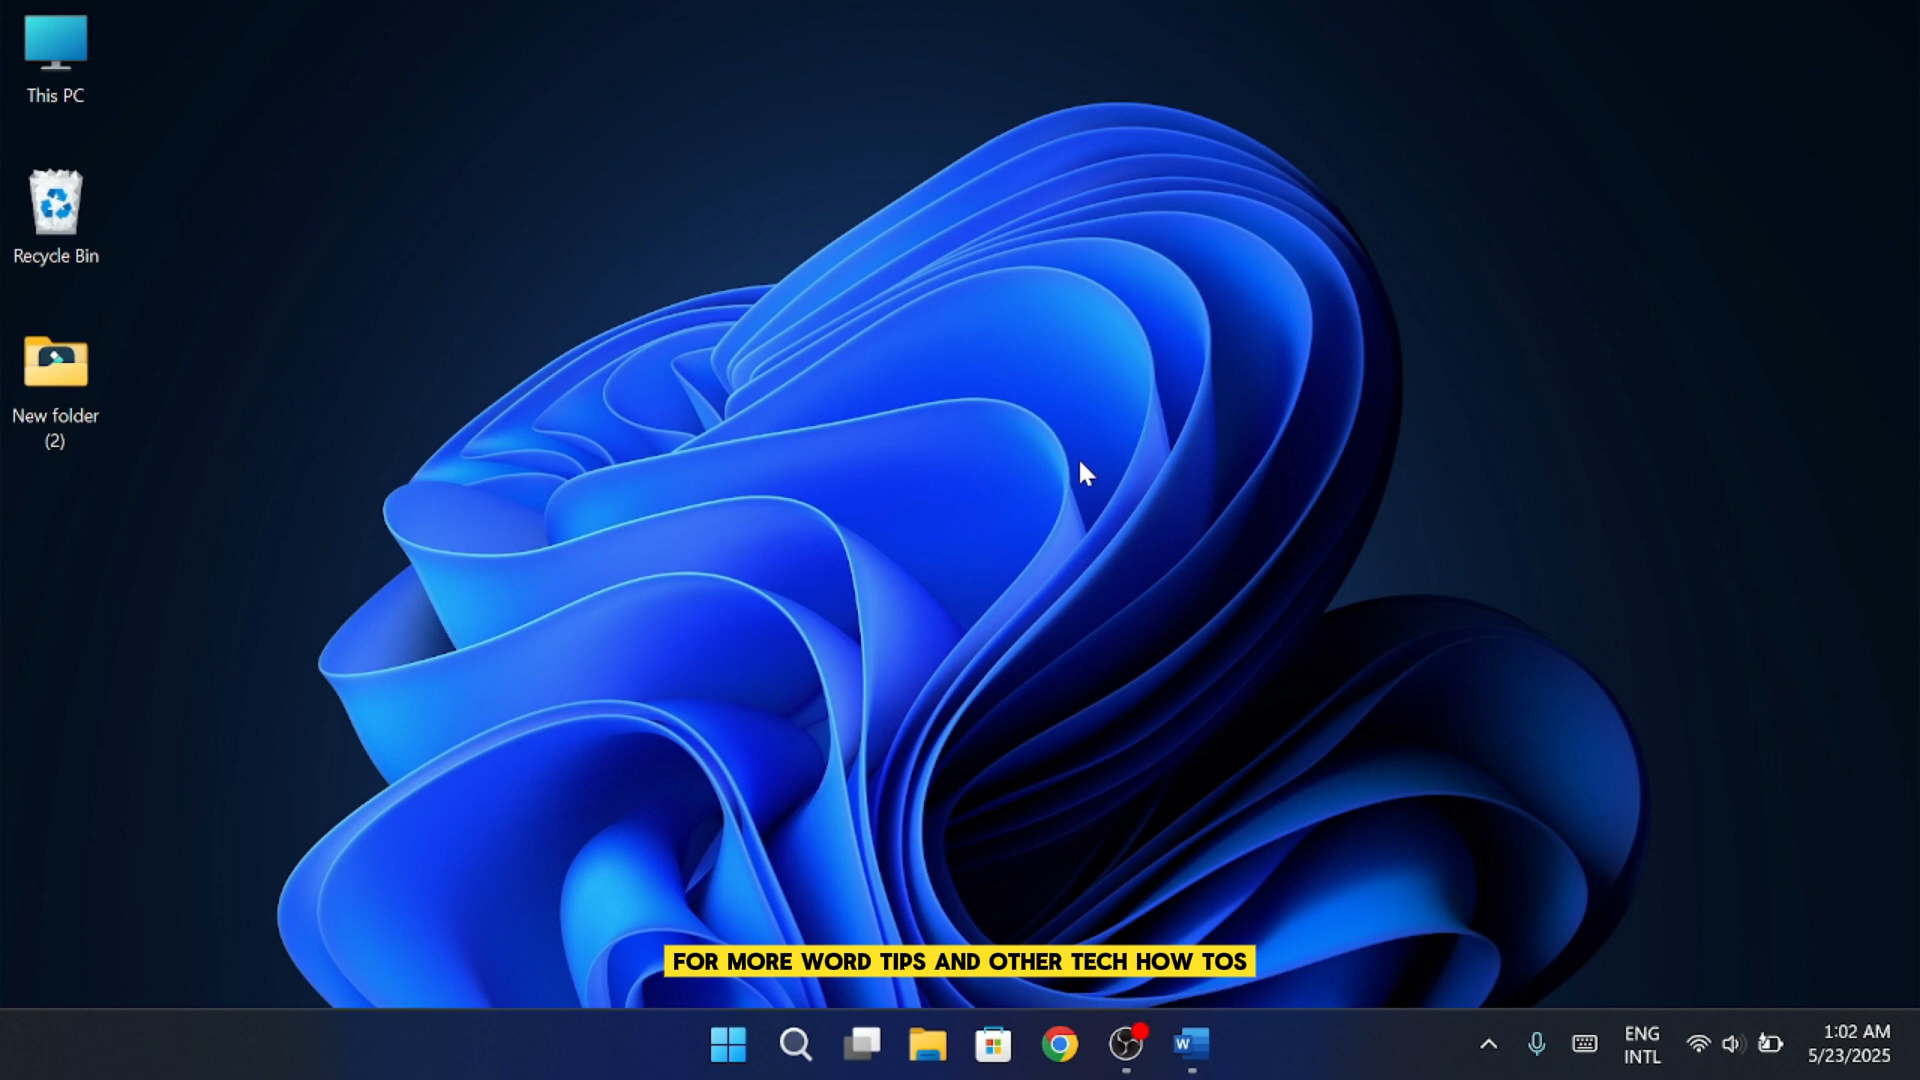 This PC
Recycle Bin
New folder
(2)
FOR MORE WORD TIPS AND OTHER TECH HOW TOS
W
ENG
INTL
1:02 AM
5/23/2025